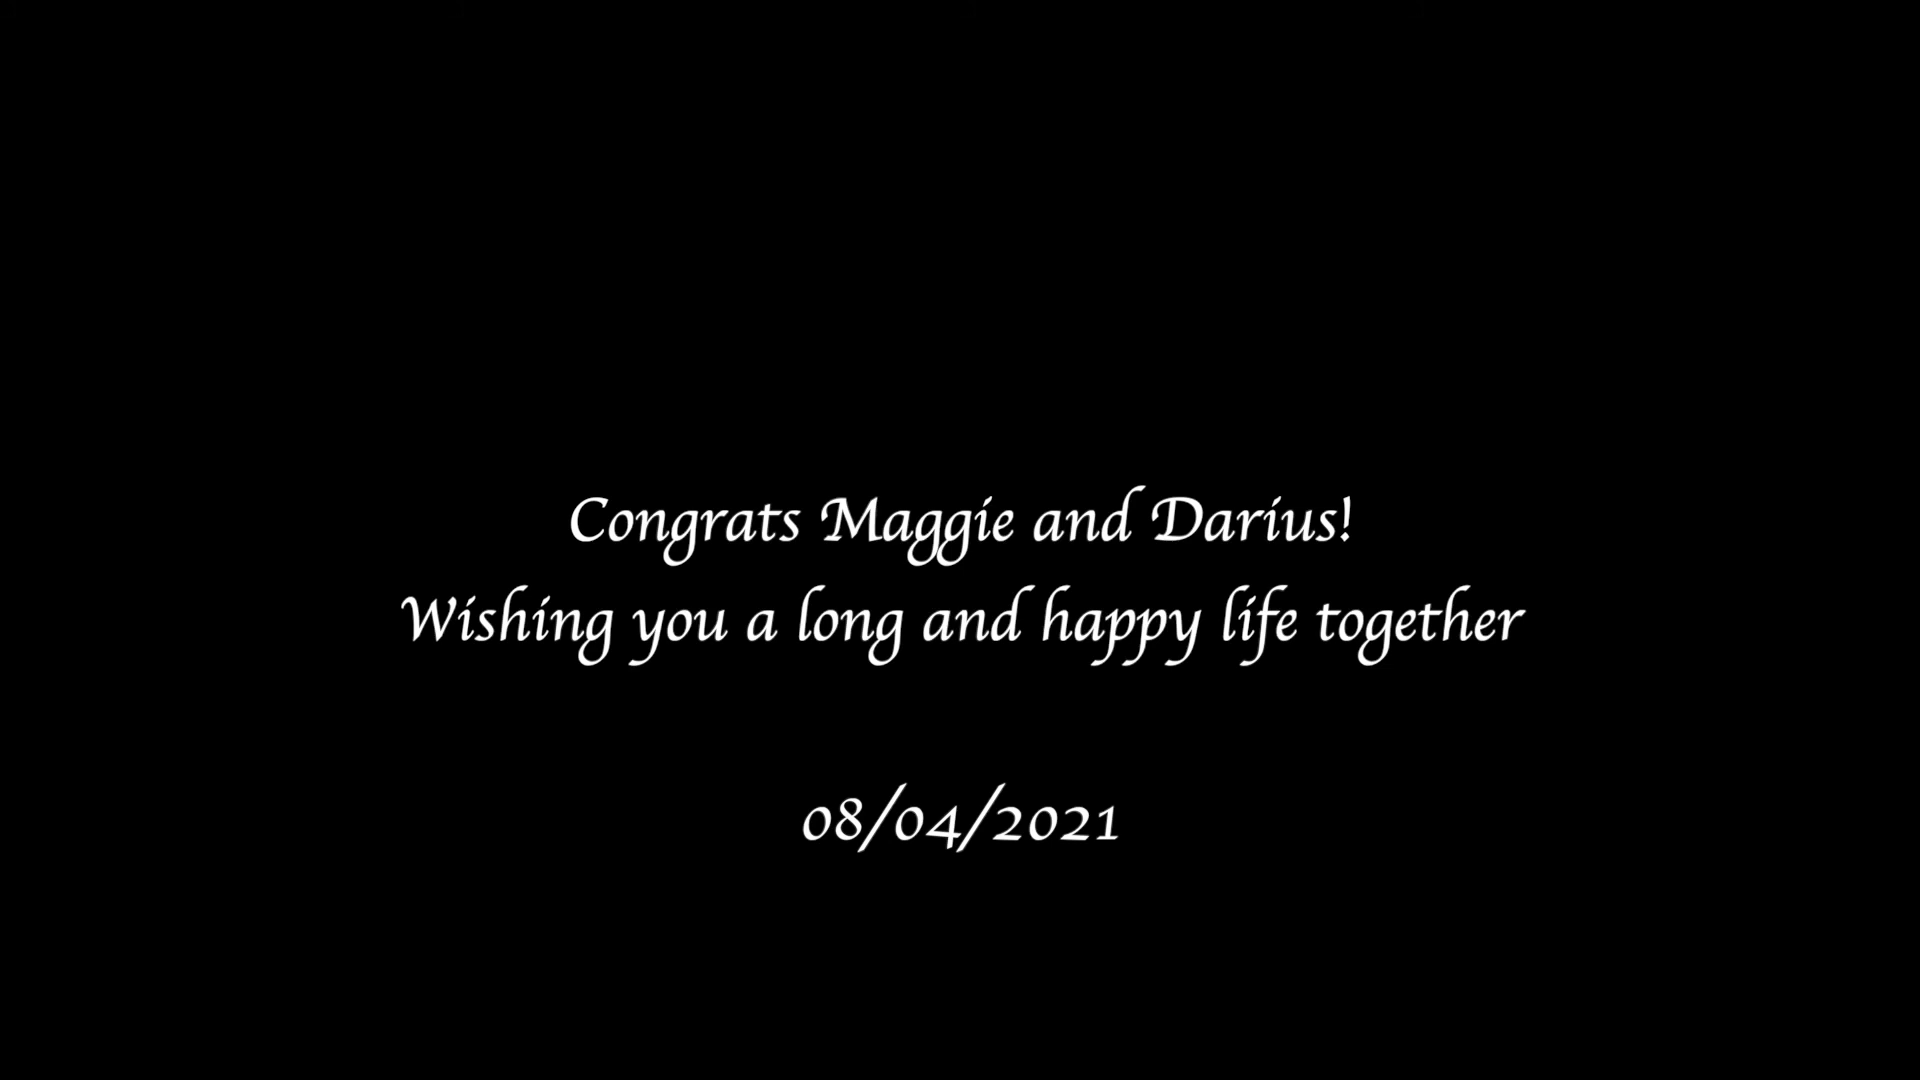 Congrats Maggie and Darius!
Wishing you a long and happy life together
08/04/2021